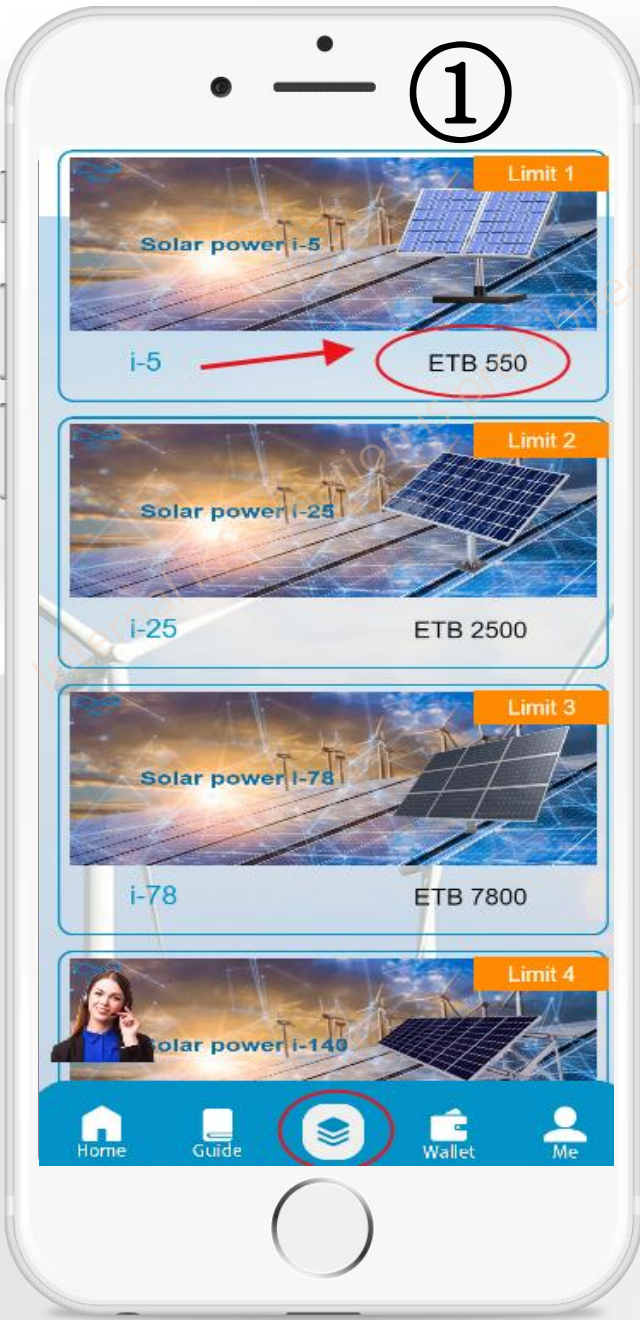 ①
Limit 1
Solar power i-5
i-5
ETB 550
Limit 2
Solar power i-25
i-25
ETB 2500
Limit 3
Solar power i-78
i-78
ETB 7800
Limit 4
Solar power i-140
Home
Guide
Wallet
Me